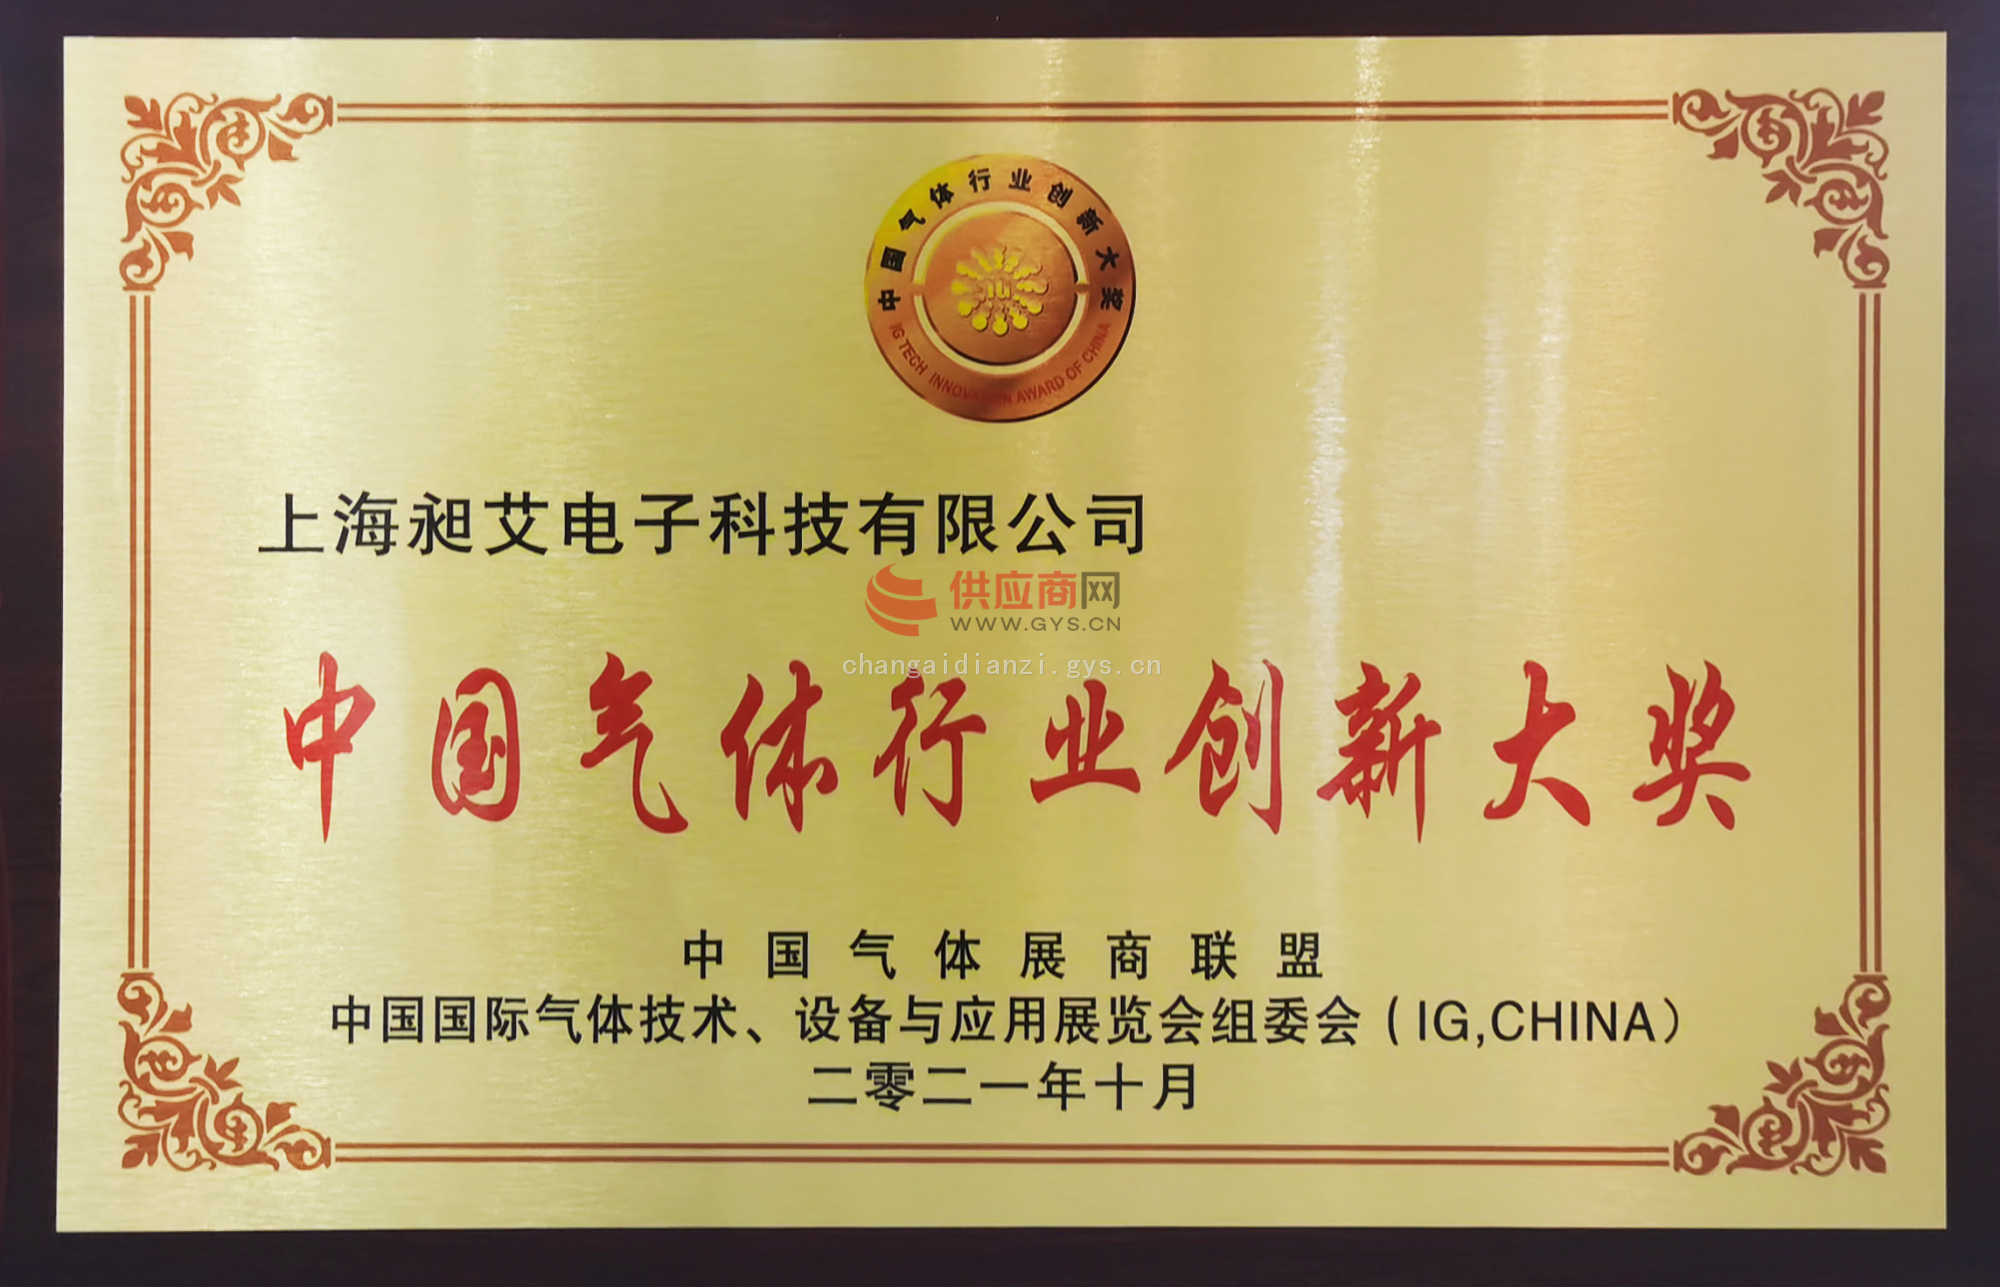 中国气体行业创新大奖
IG TECH INNOVATION AWARD OF CHINA
上海昶艾电子科技有限公司
供应商网
WWW.GYS.CN
changaidianzi.gys.cn
中国气体行业创新大奖
中国气体展商联盟
中国国际气体技术、设备与应用展览会组委会（IG,CHINA）
二零二一年十月